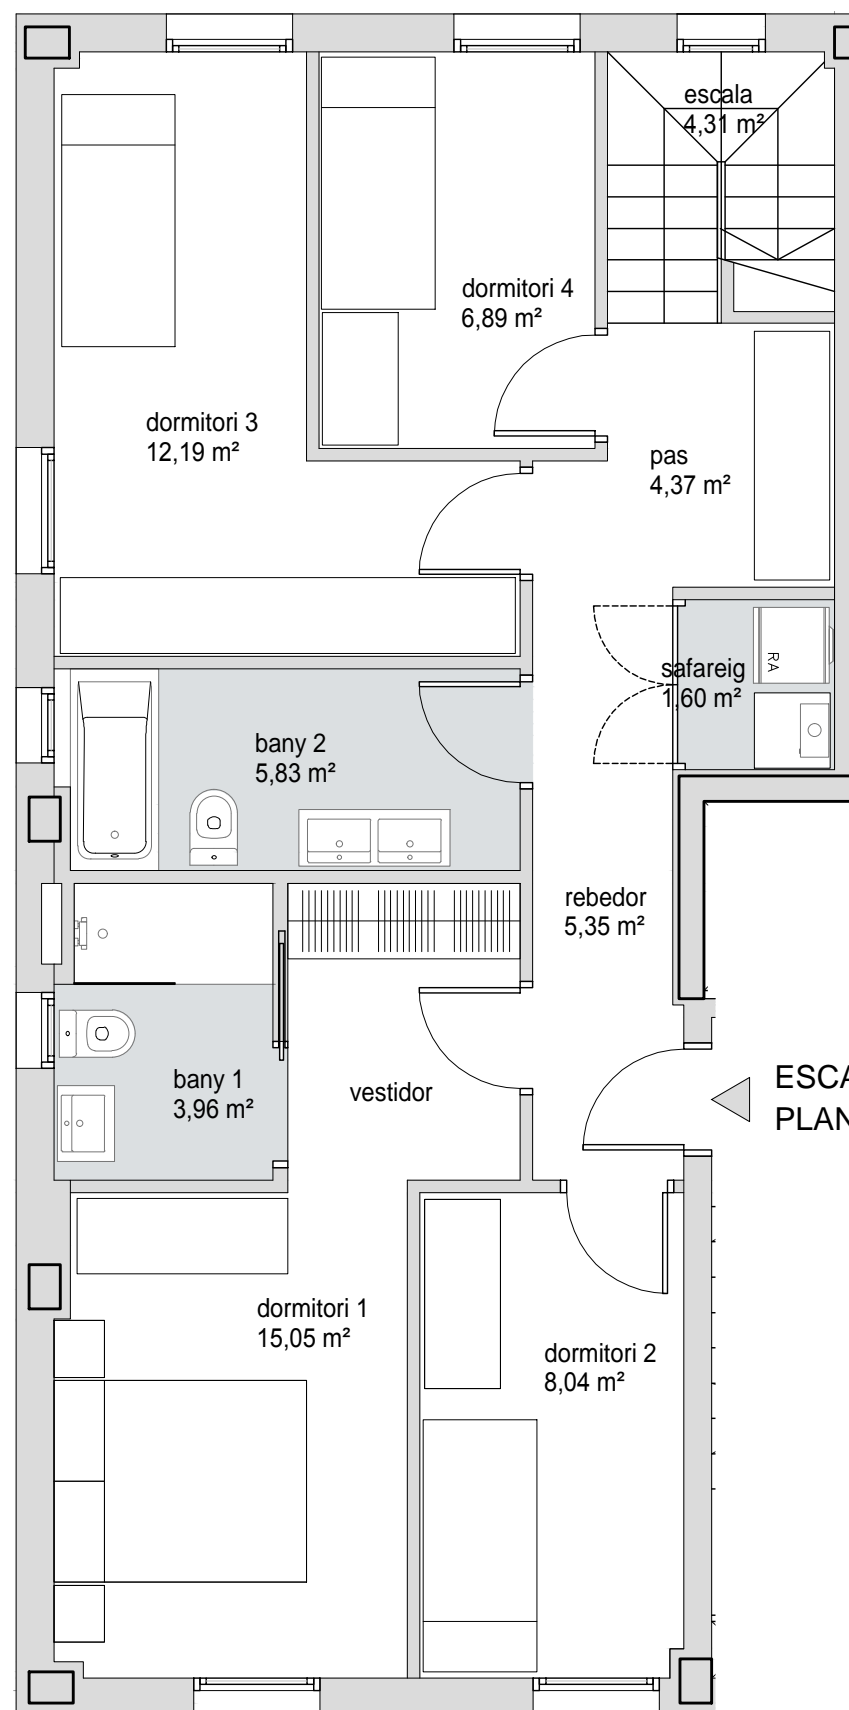 escala
4,31 m²
dormitori 4
6,89 m²
dormitori 3
12,19 m²
pas
4,37 m²
safareig
1,60 m²
RA
bany 2
5,83 m²
rebedor
5,35 m²
bany 1
3,96 m²
vestidor
ESCA
PLAN
dormitori 1
15,05 m²
dormitori 2
8,04 m²